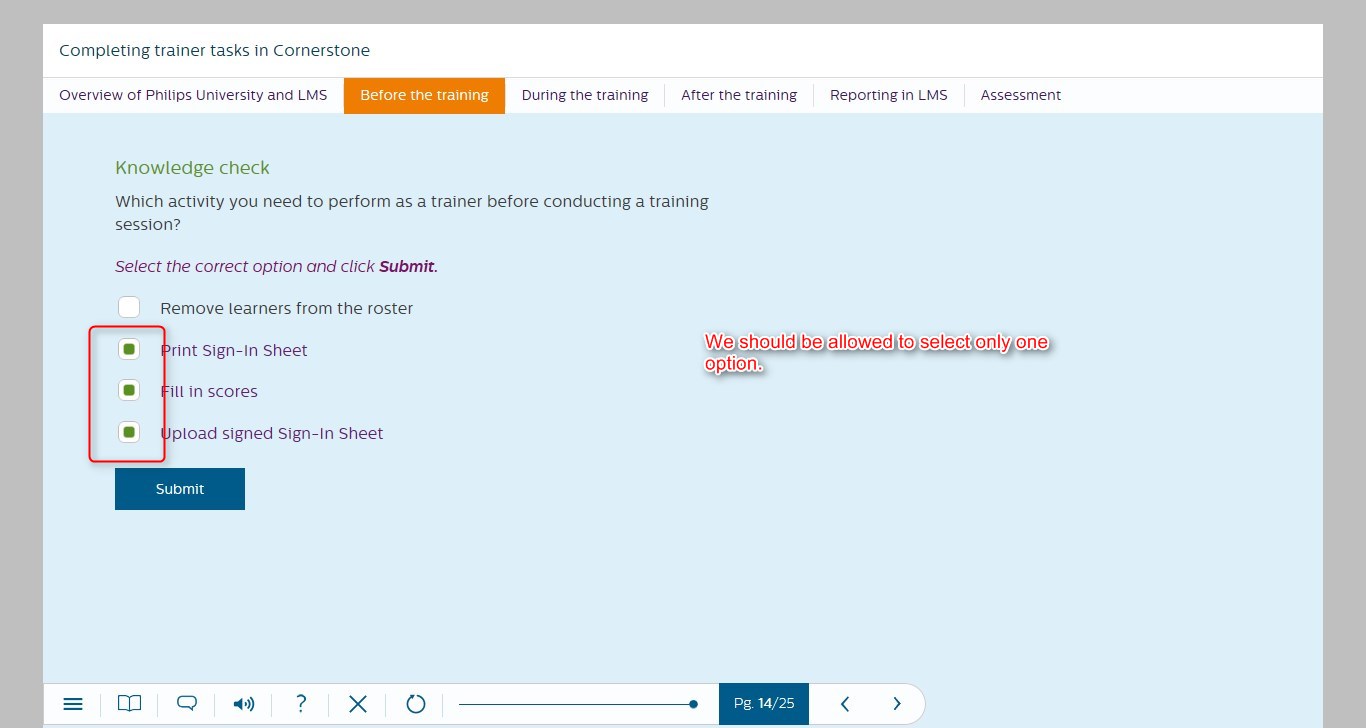 Completing trainer tasks in Cornerstone
Overview of Philips University and LMS
Before the training
During the training
After the training
Reporting in LMS
Assessment
Knowledge check
Which activity you need to perform as a trainer before conducting a training
session?
Select the correct option and click Submit.
Remove learners from the roster
Print Sign-In Sheet
Fill in scores
Upload signed Sign-In Sheet
We should be allowed to select only one
option.
Submit
?
Pg. 14/25